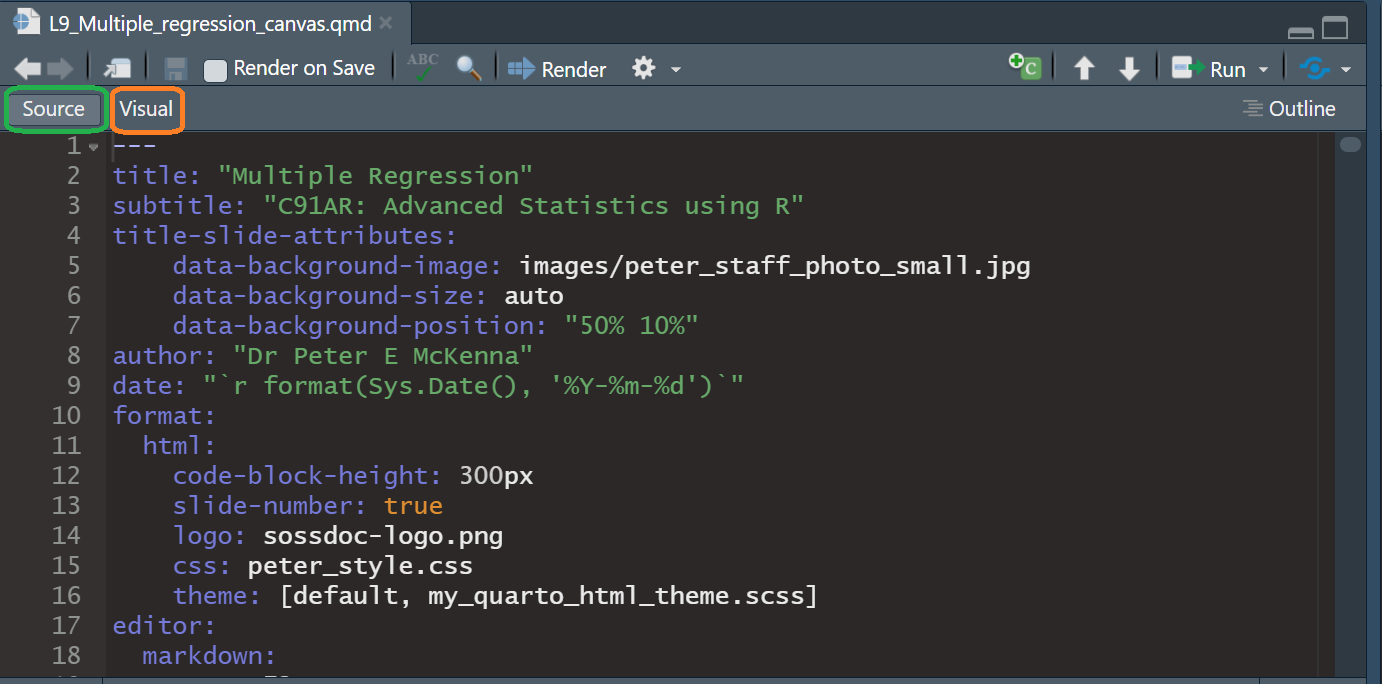 L9_Multiple_regression_canvas.qmd
Render on Save ABC Render C Run
Source Visual Outline
1 ---
2 title: "Multiple Regression"
3 subtitle: "C91AR: Advanced Statistics using R"
4 title-slide-attributes:
5 data-background-image: images/peter_staff_photo_small.jpg
6 data-background-size: auto
7 data-background-position: "50% 10%"
8 author: "Dr Peter E McKenna"
9 date: "`r format(Sys.Date(), '%Y-%m-%d')`"
10 format:
11 html:
12 code-block-height: 300px
13 slide-number: true
14 logo: sossdoc-logo.png
15 css: peter_style.css
16 theme: [default, my_quarto_html_theme.scss]
17 editor:
18 markdown: